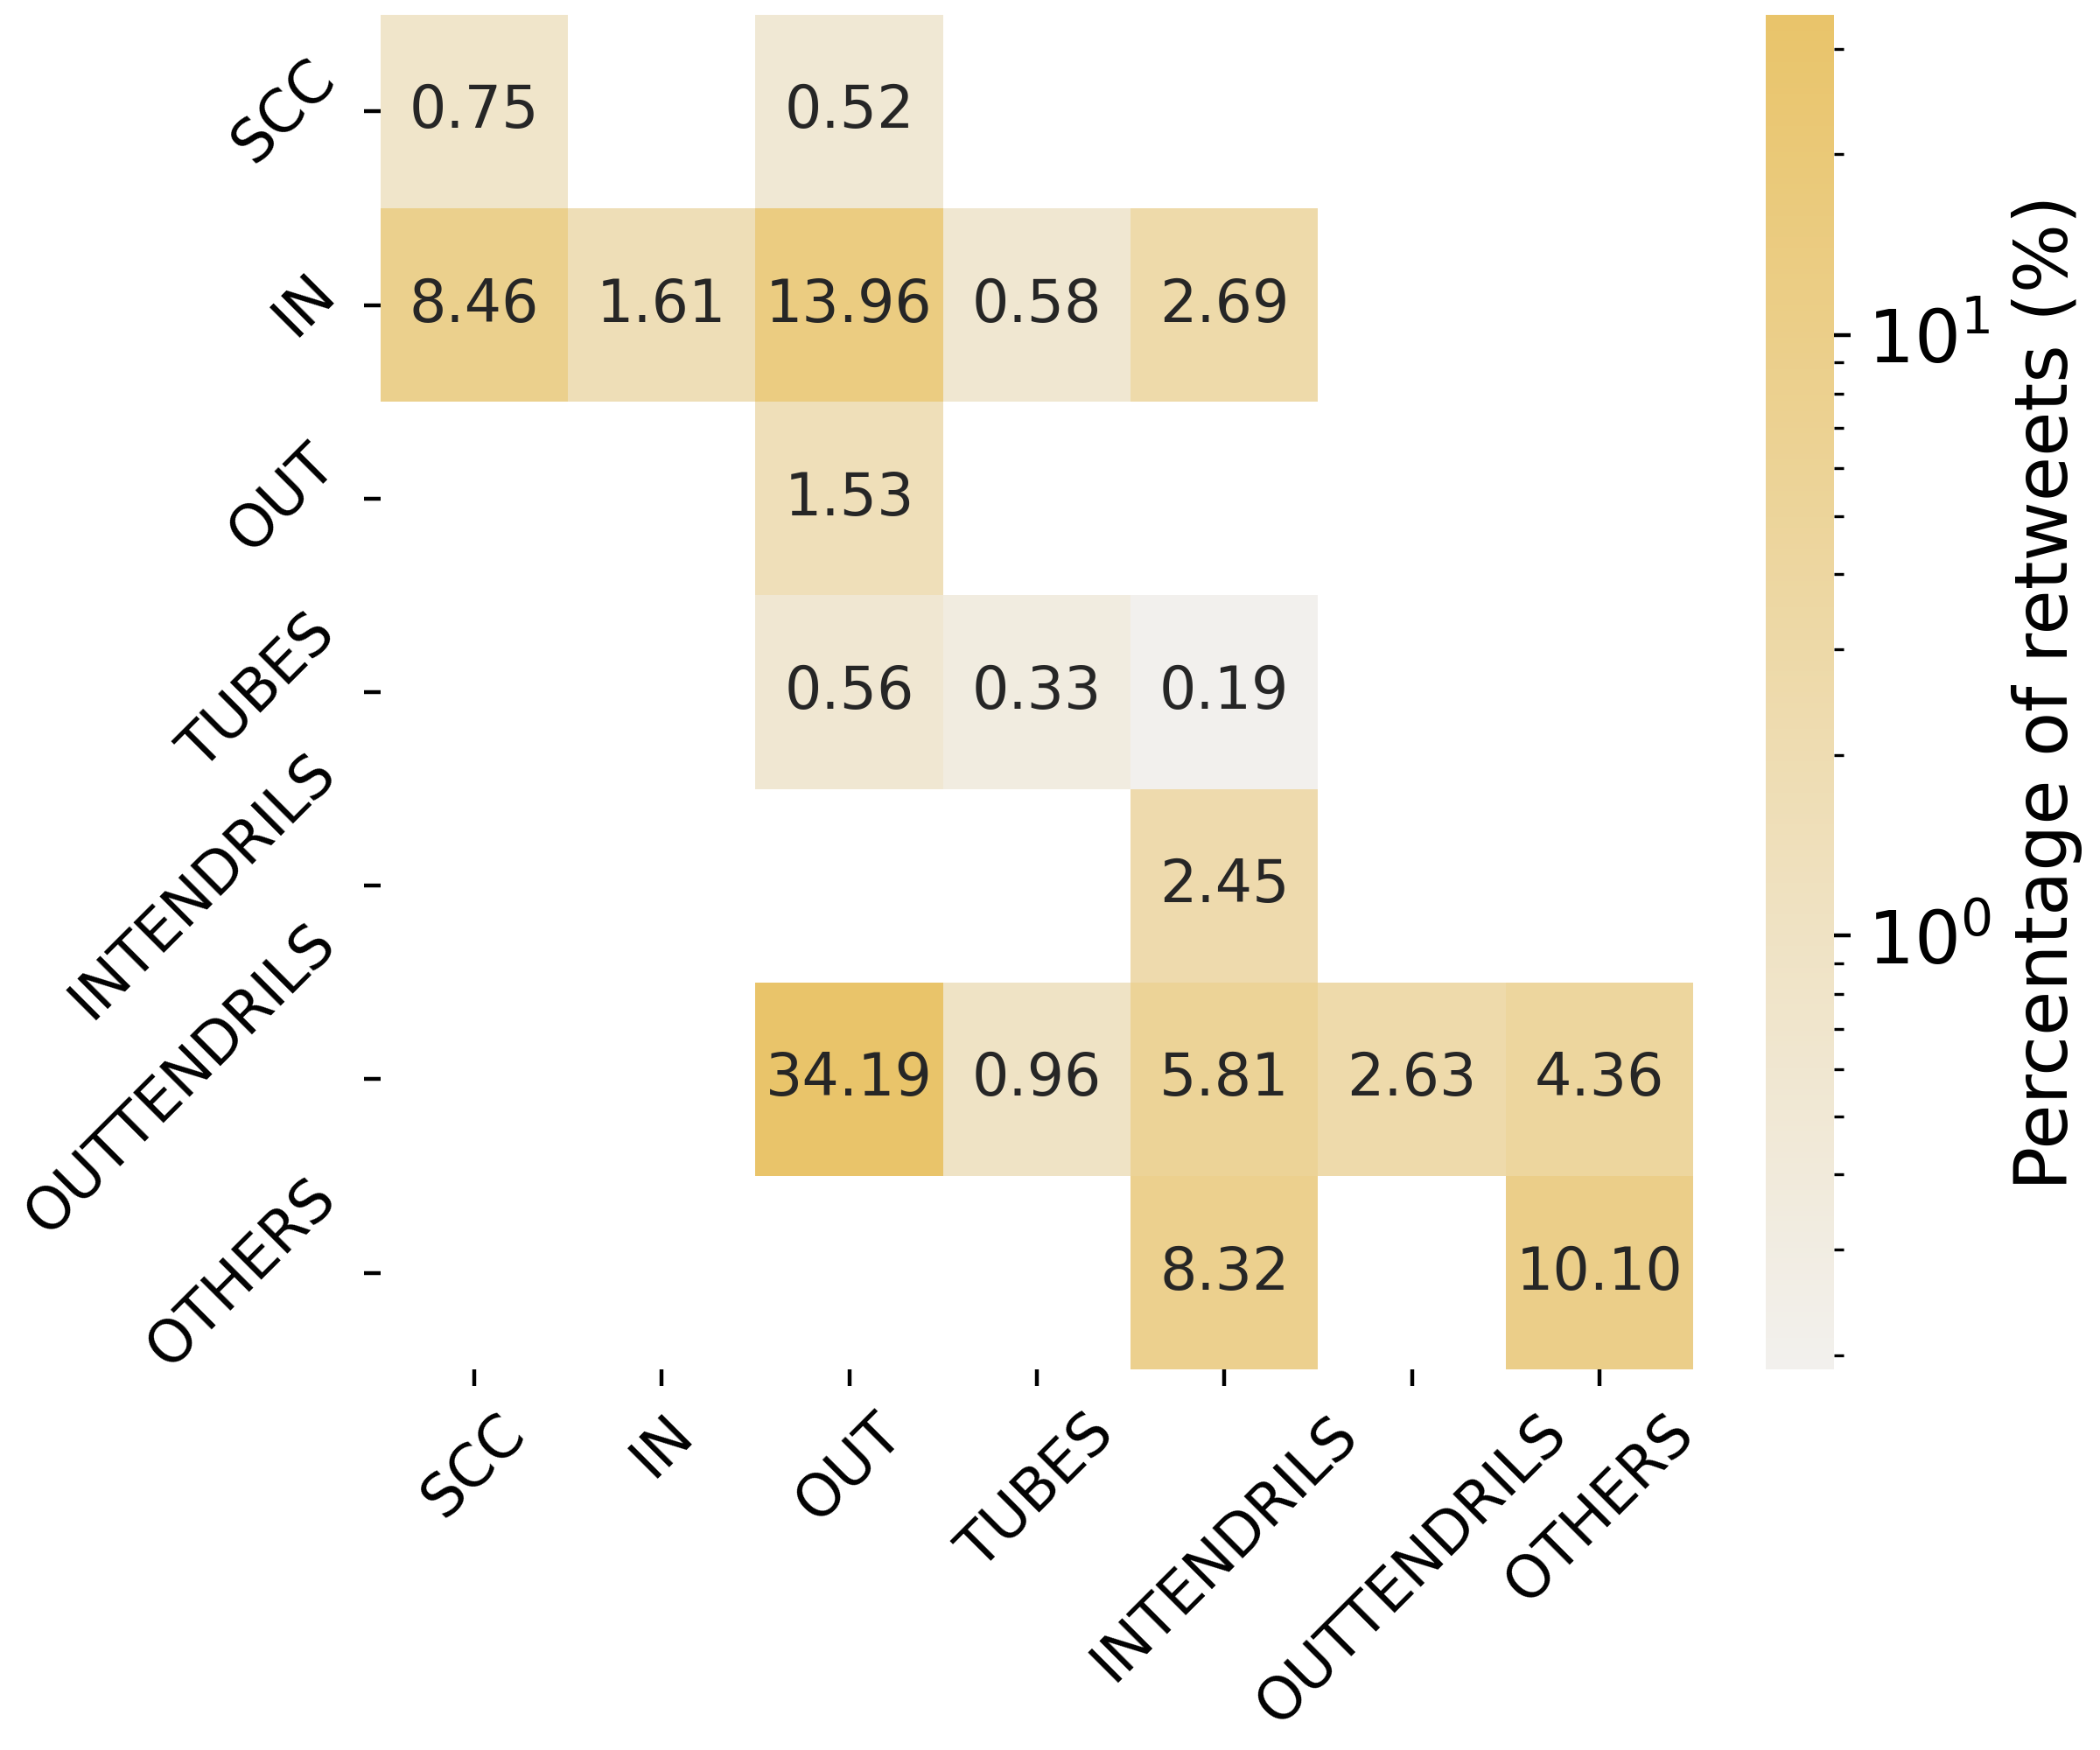 SCC 0.75 0.52
IN 8.46 1.61 13.96 0.58 2.69
OUT 1.53
TUBES 0.56 0.33 0.19
INTENDRILS 2.45
OUTTENDRILS 34.19 0.96 5.81 2.63 4.36
OTHERS 8.32 10.10
SCC IN OUT TUBES INTENDRILS OUTTENDRILS OTHERS
10¹
10⁰
Percentage of retweets (%)